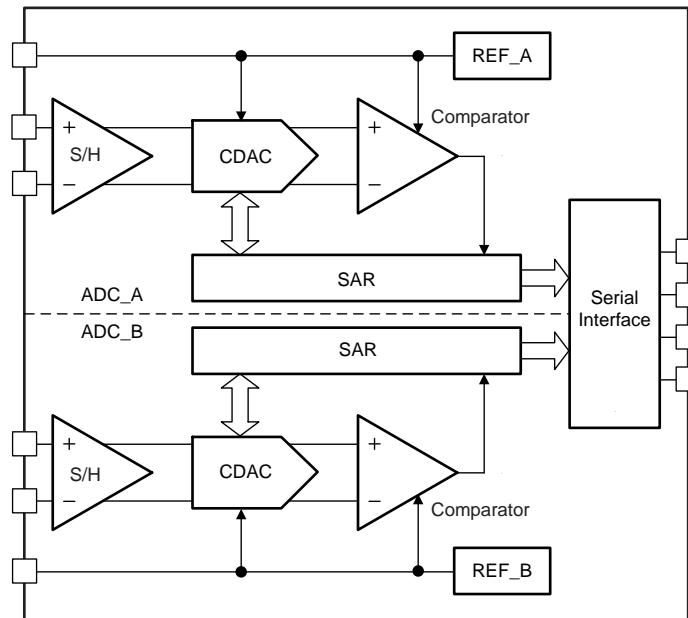 REF_A
Comparator
+
S/H
−
CDAC
+
−
SAR
ADC_A
Serial
Interface
ADC_B
SAR
+
S/H
−
CDAC
+
−
Comparator
REF_B